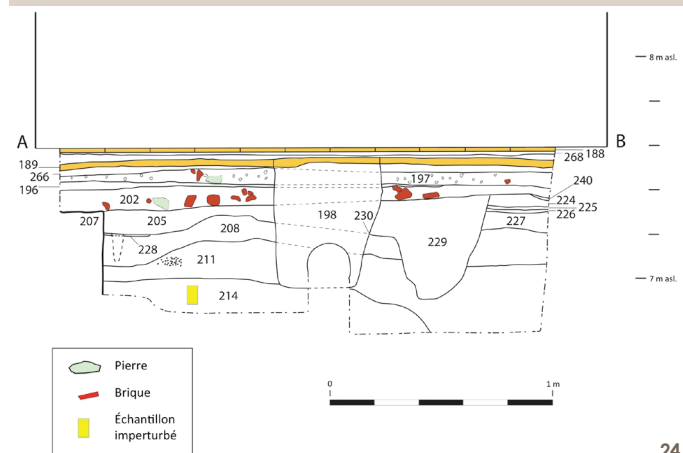 8 m asl.
A
B
188
268
189
266
196
197
240
202
224
225
226
207
205
208
198
230
227
228
229
211
214
7 m asl.
Pierre
Brique
Échantillon
imperturbé
0
1 m
24